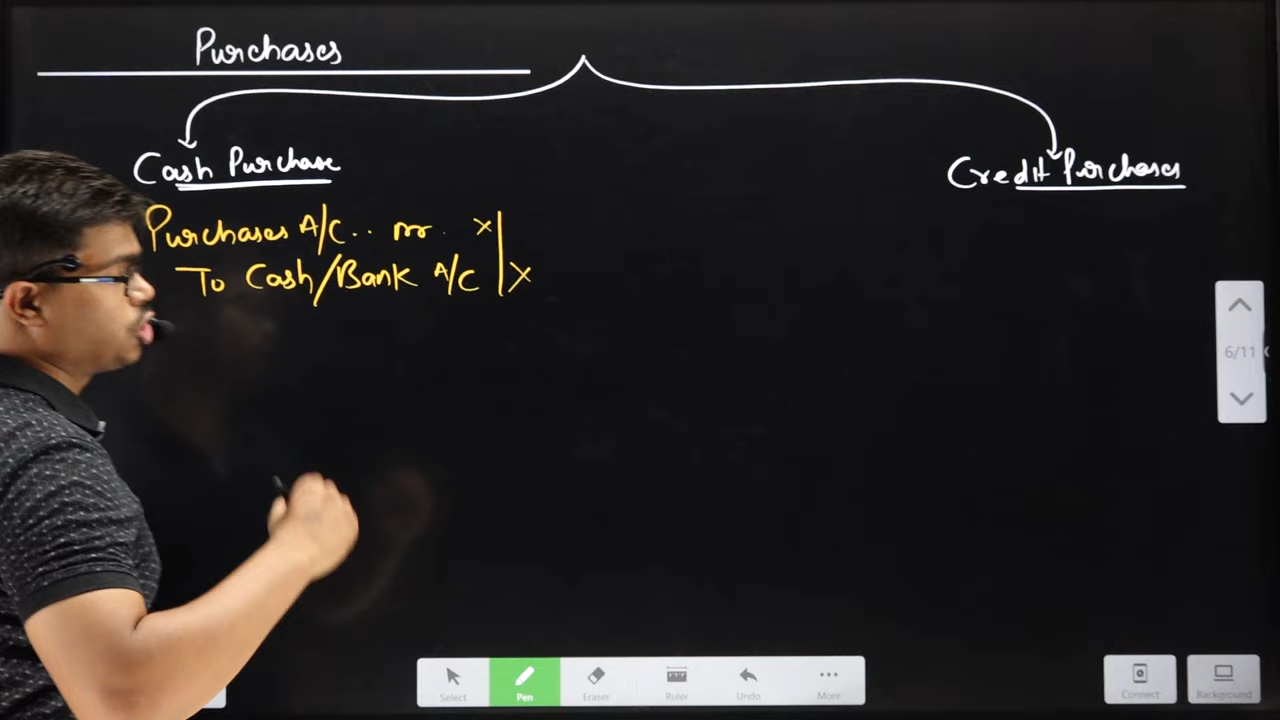 Purchases
Cash Purchase
Credit Purchases
Purchases A/C .. Dr. X
To Cash/Bank A/C X
6/11
Select
Pen
Eraser
Ruler
Undo
More
Connect
Background